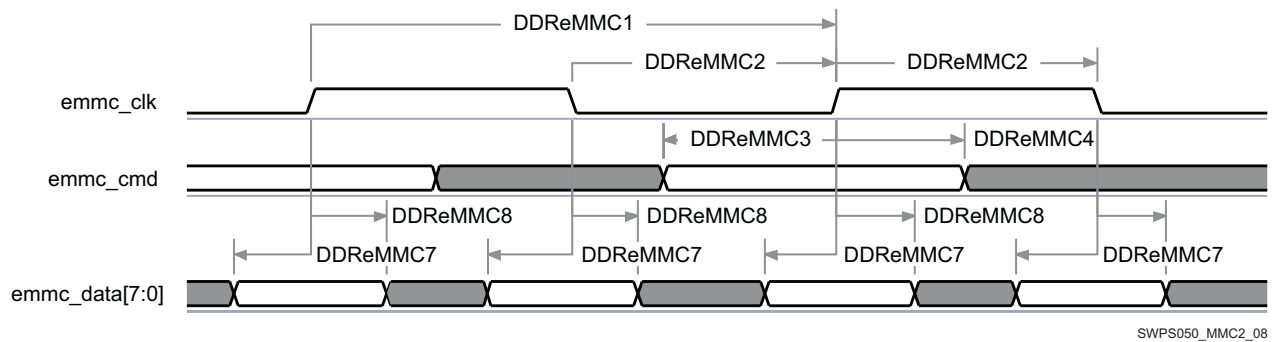 DDReMMC1
DDReMMC2 DDReMMC2
emmc_clk
DDReMMC3 DDReMMC4
emmc_cmd
DDReMMC8 DDReMMC8 DDReMMC8
DDReMMC7 DDReMMC7 DDReMMC7 DDReMMC7
emmc_data[7:0]
SWPS050_MMC2_08